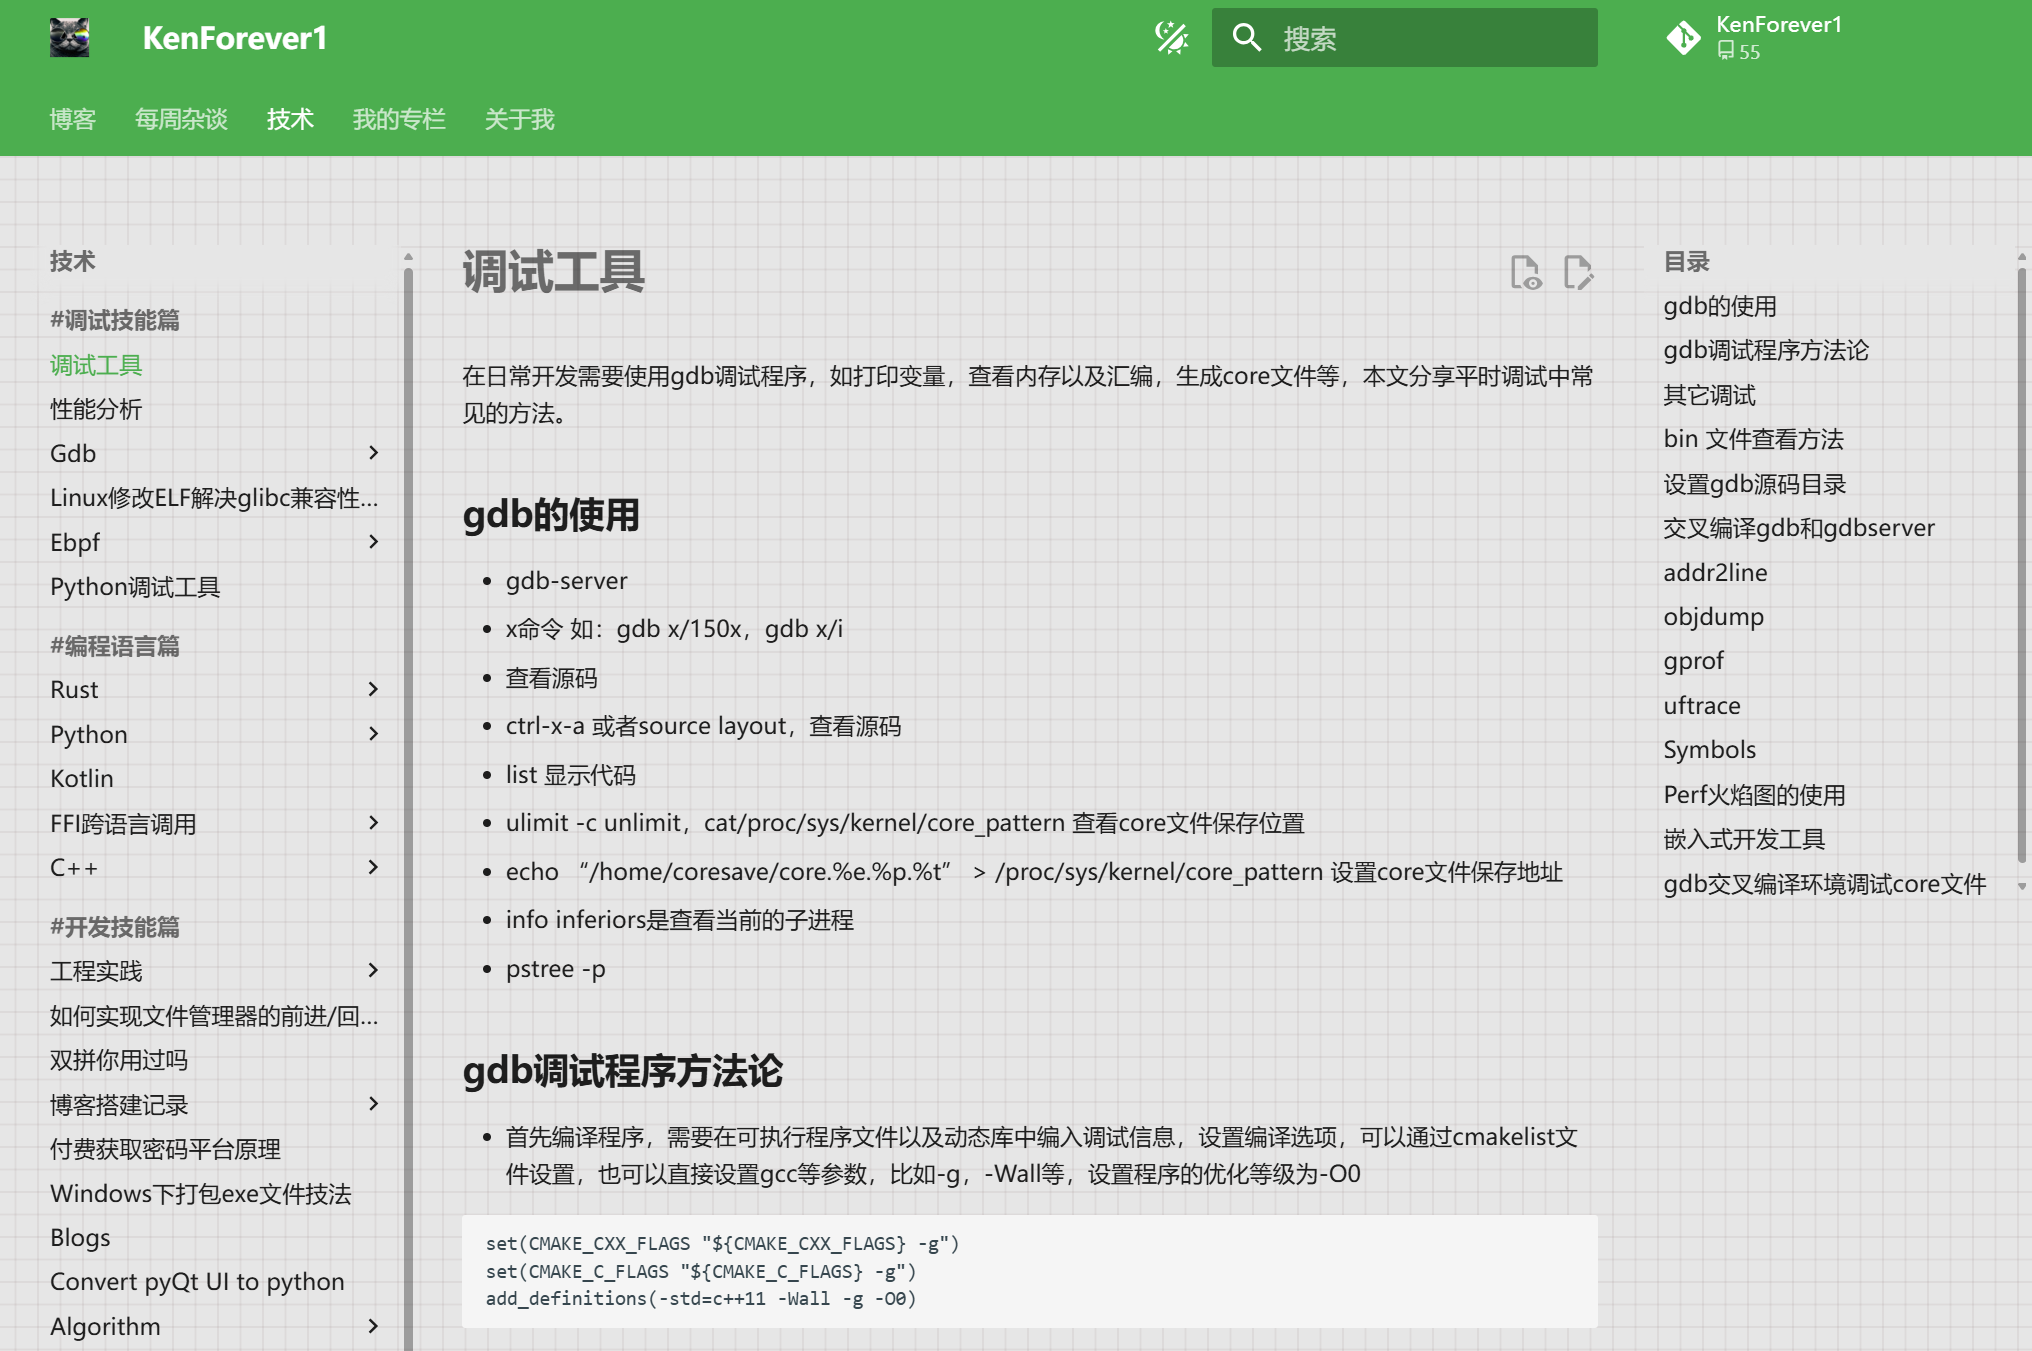 KenForever1
搜索
KenForever1
55
博客
每周杂谈
技术
我的专栏
关于我
技术
#调试技能篇
调试工具
性能分析
Gdb
Linux修改ELF解决glibc兼容性...
Ebpf
Python调试工具
#编程语言篇
Rust
Python
Kotlin
FFI跨语言调用
C++
#开发技能篇
工程实践
如何实现文件管理器的前进/回...
双拼你用过吗
博客搭建记录
付费获取密码平台原理
Windows下打包exe文件技法
Blogs
Convert pyQt UI to python
Algorithm
调试工具
在日常开发需要使用gdb调试程序，如打印变量，查看内存以及汇编，生成core文件等，本文分享平时调试中常
见的方法。
gdb的使用
• gdb-server
• x命令 如：gdb x/150x，gdb x/i
• 查看源码
• ctrl-x-a 或者source layout，查看源码
• list 显示代码
• ulimit -c unlimit，cat/proc/sys/kernel/core_pattern 查看core文件保存位置
• echo “/home/coresave/core.%e.%p.%t” > /proc/sys/kernel/core_pattern 设置core文件保存地址
• info inferiors是查看当前的子进程
• pstree -p
gdb调试程序方法论
• 首先编译程序，需要在可执行程序文件以及动态库中编入调试信息，设置编译选项，可以通过cmakelist文
件设置，也可以直接设置gcc等参数，比如-g，-Wall等，设置程序的优化等级为-O0
set(CMAKE_CXX_FLAGS "${CMAKE_CXX_FLAGS} -g")
set(CMAKE_C_FLAGS "${CMAKE_C_FLAGS} -g")
add_definitions(-std=c++11 -Wall -g -O0)
目录
gdb的使用
gdb调试程序方法论
其它调试
bin 文件查看方法
设置gdb源码目录
交叉编译gdb和gdbserver
addr2line
objdump
gprof
uftrace
Symbols
Perf火焰图的使用
嵌入式开发工具
gdb交叉编译环境调试core文件